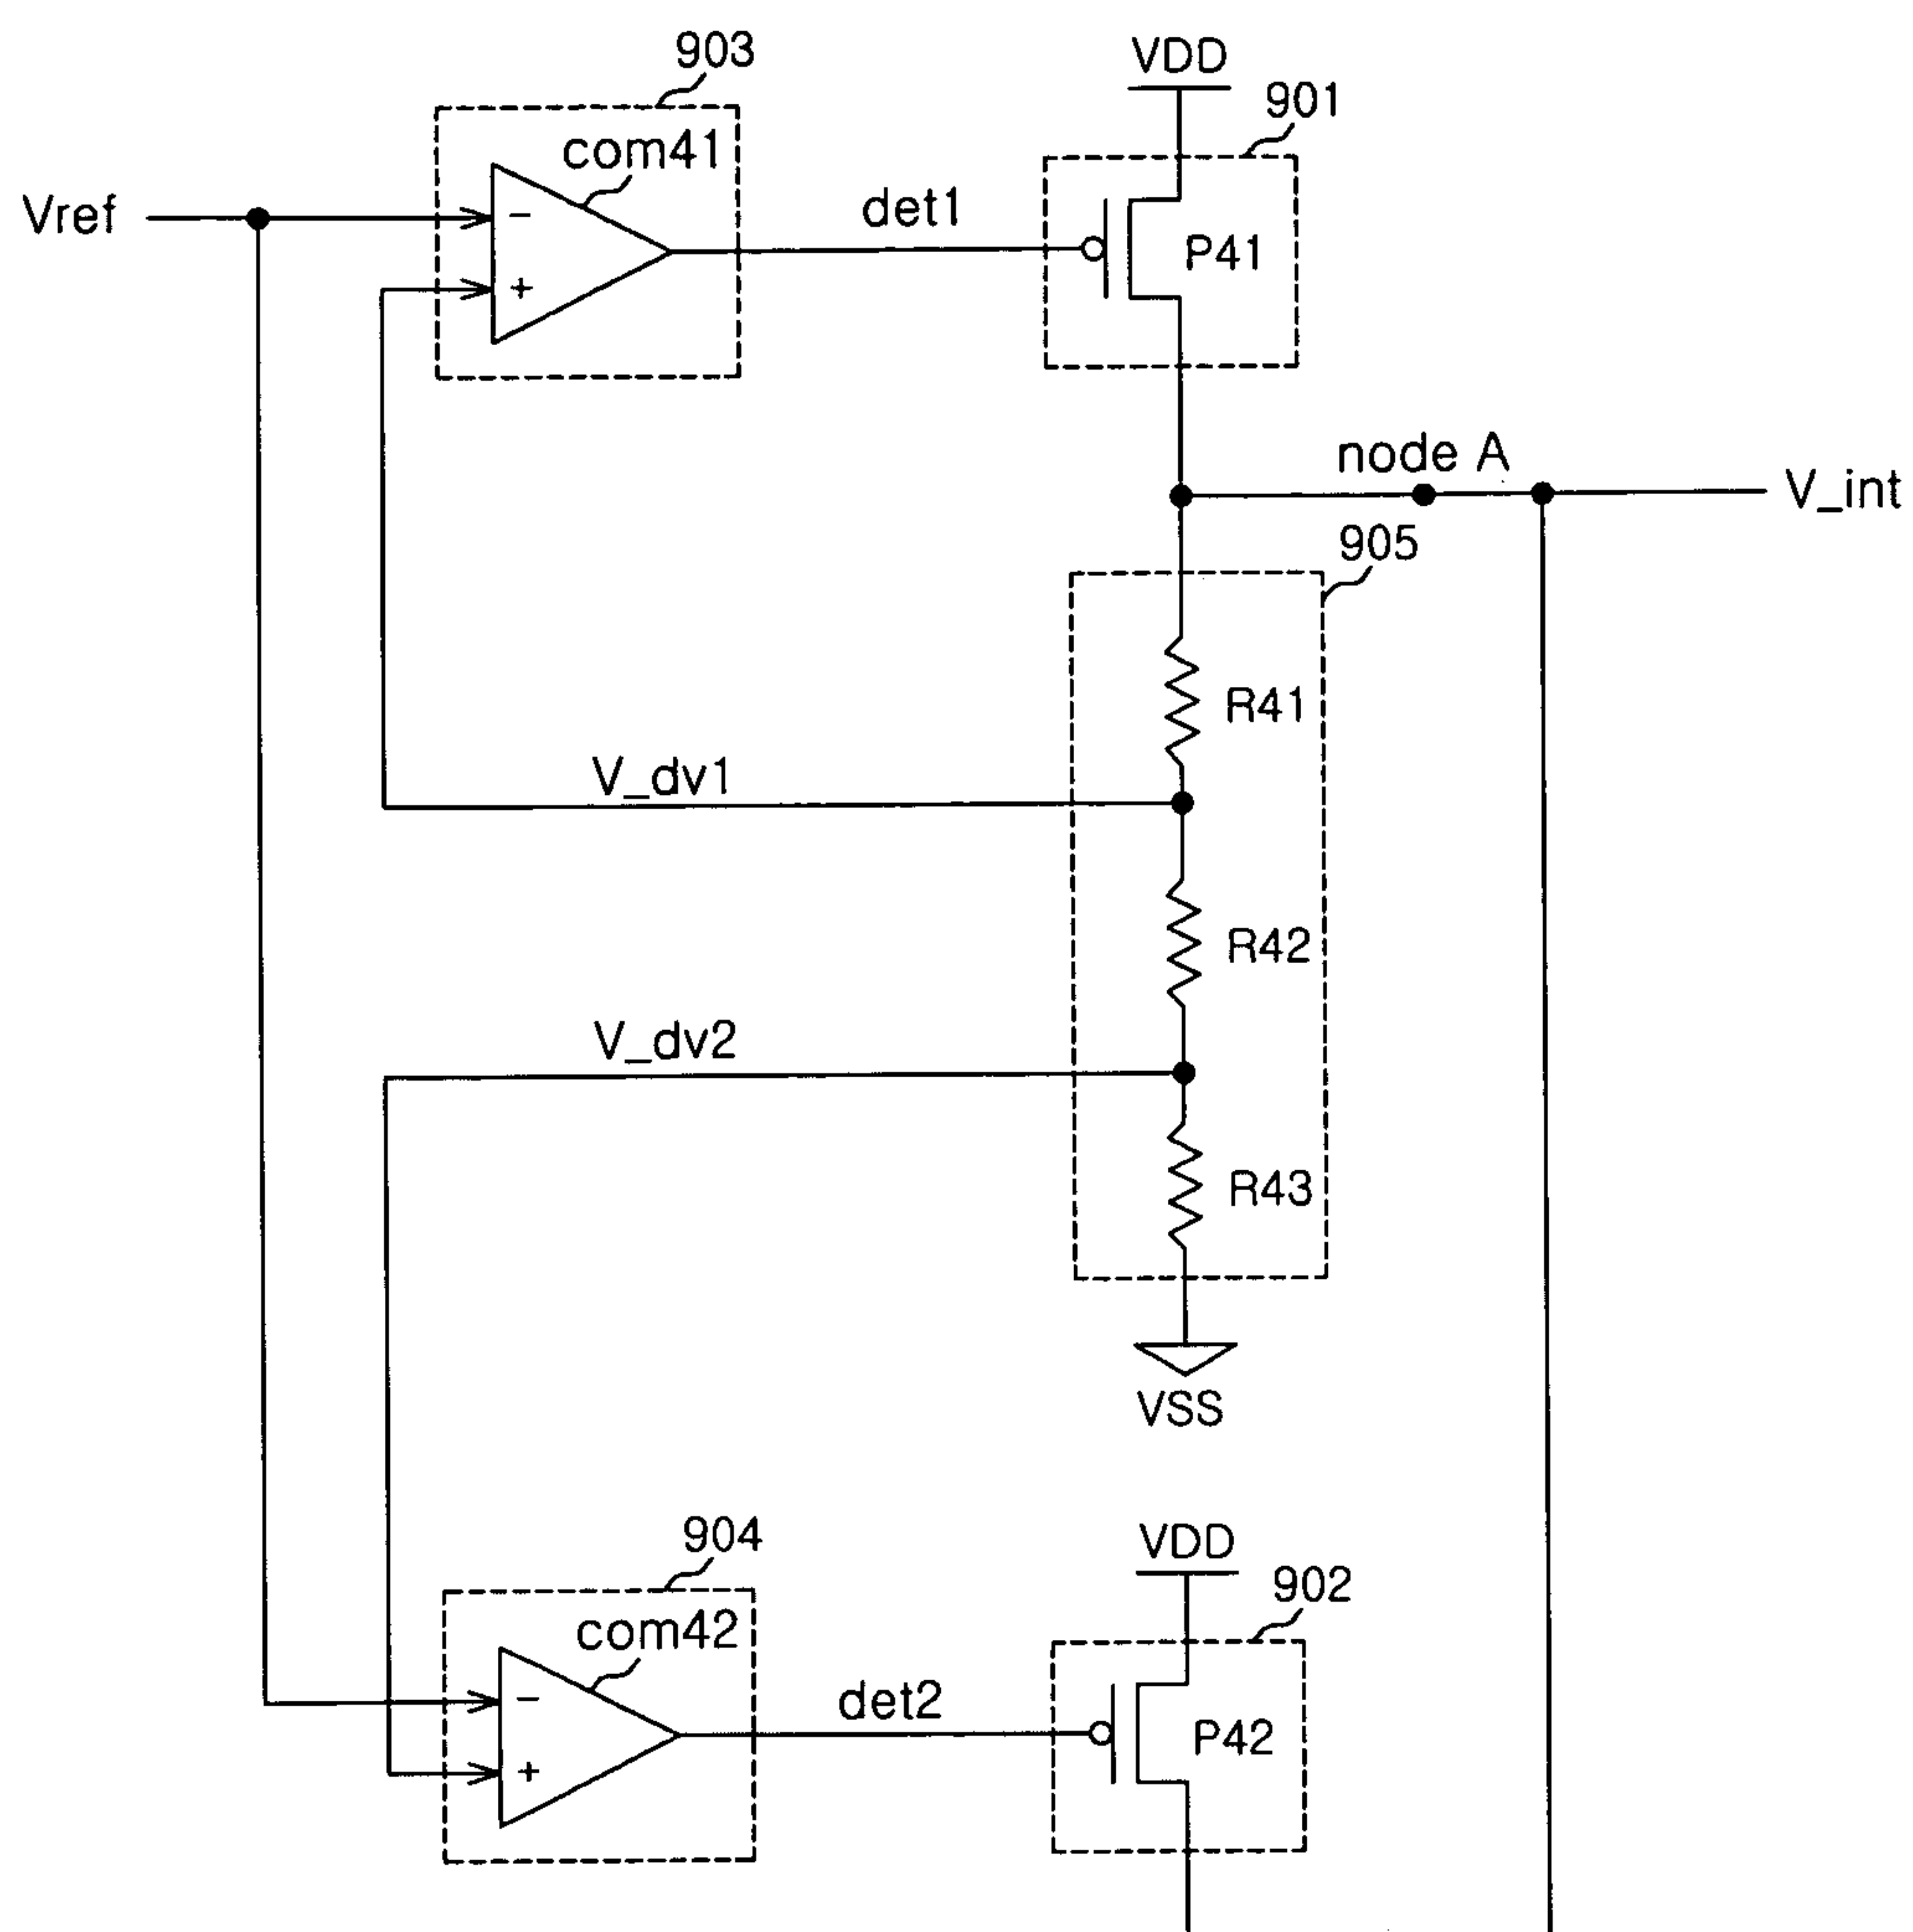 903
VDD
901
com41
Vref
det1
-
P41
+
node A
V_int
905
R41
V_dv1
R42
V_dv2
R43
VSS
904
VDD
902
com42
det2
-
P42
+